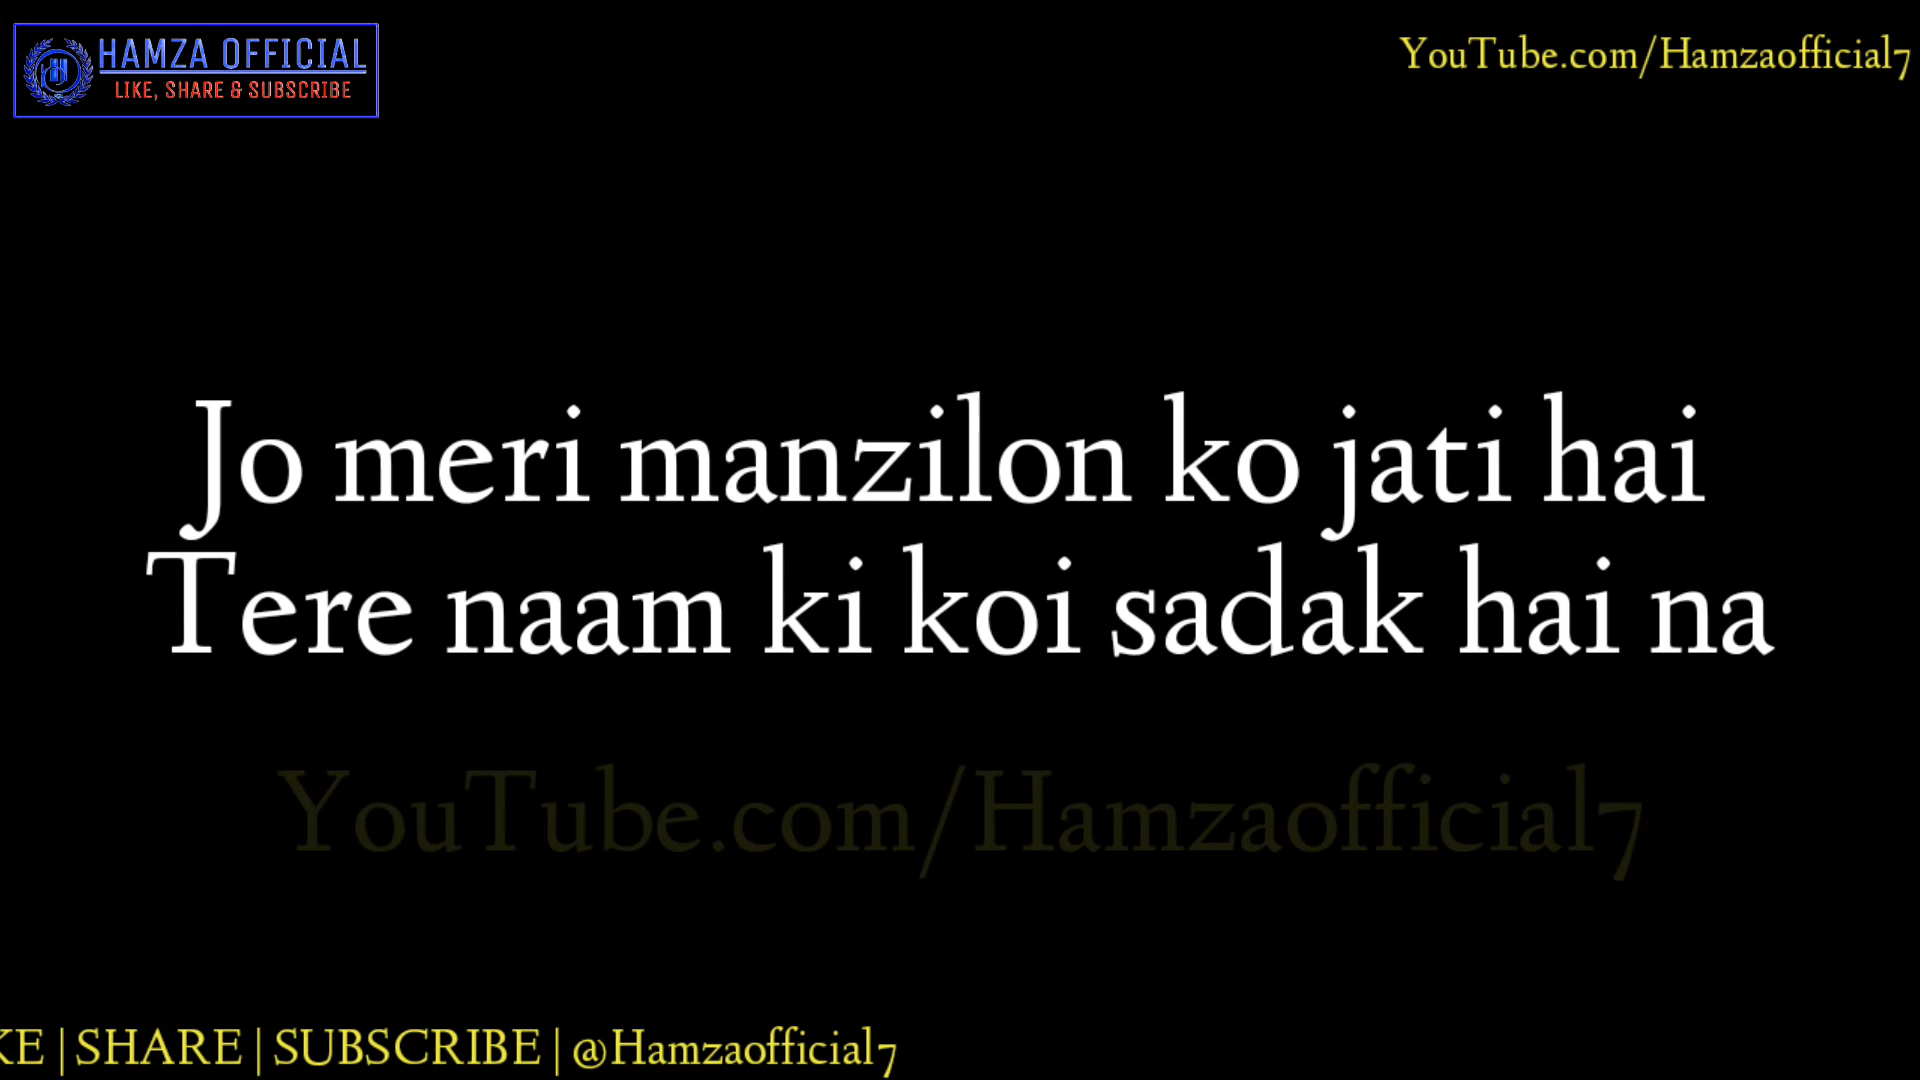 HAMZA OFFICIAL
LIKE, SHARE & SUBSCRIBE
YouTube.com/Hamzaofficial7
Jo meri manzilon ko jati hai
Tere naam ki koi sadak hai na
YouTube.com/Hamzaofficial7
KE | SHARE | SUBSCRIBE | @Hamzaofficial7